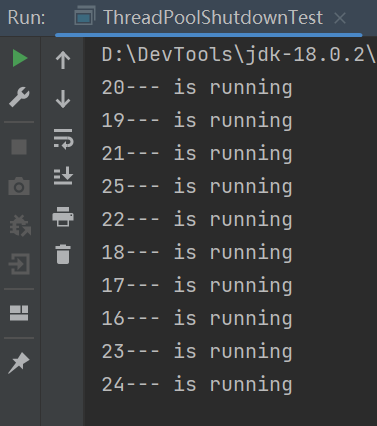 Run: ThreadPoolShutdownTest
D:\DevTools\jdk-18.0.2\
20--- is running
19--- is running
21--- is running
25--- is running
22--- is running
18--- is running
17--- is running
16--- is running
23--- is running
24--- is running